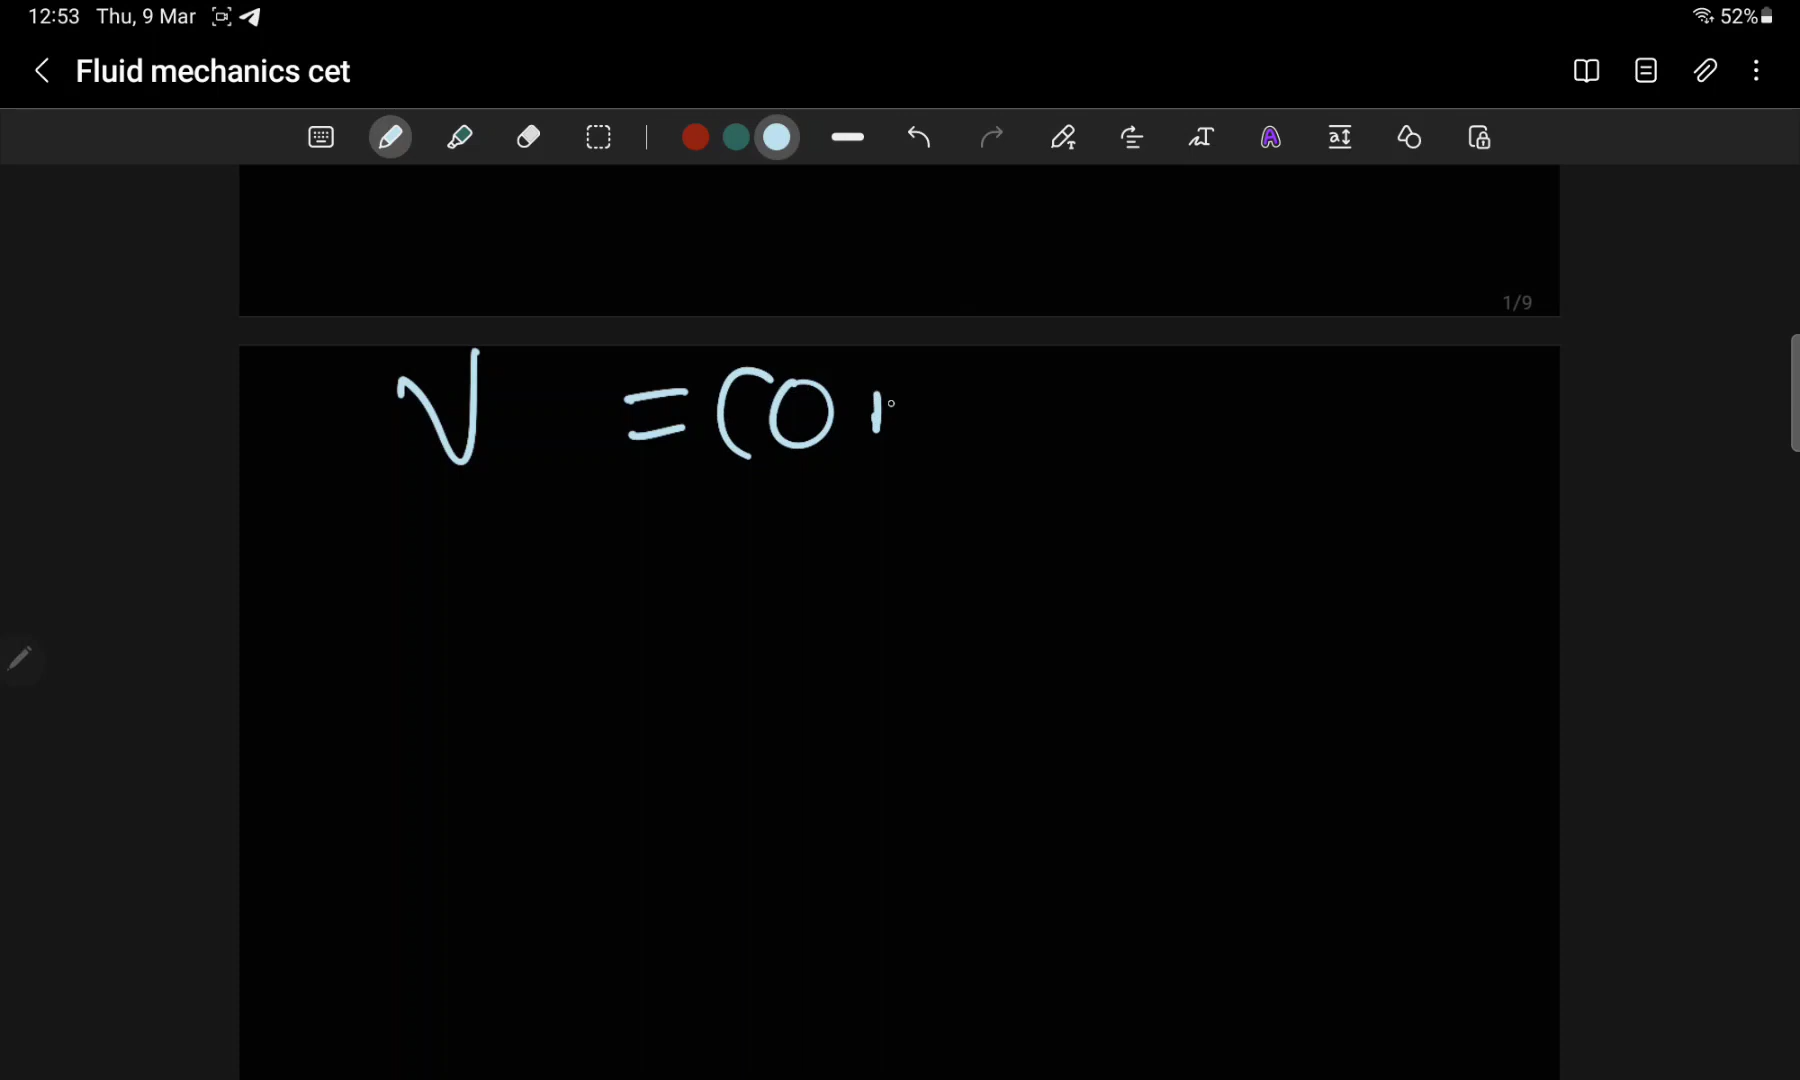 12:53 Thu, 9 Mar 52%
Fluid mechanics cet
1/9
V = co